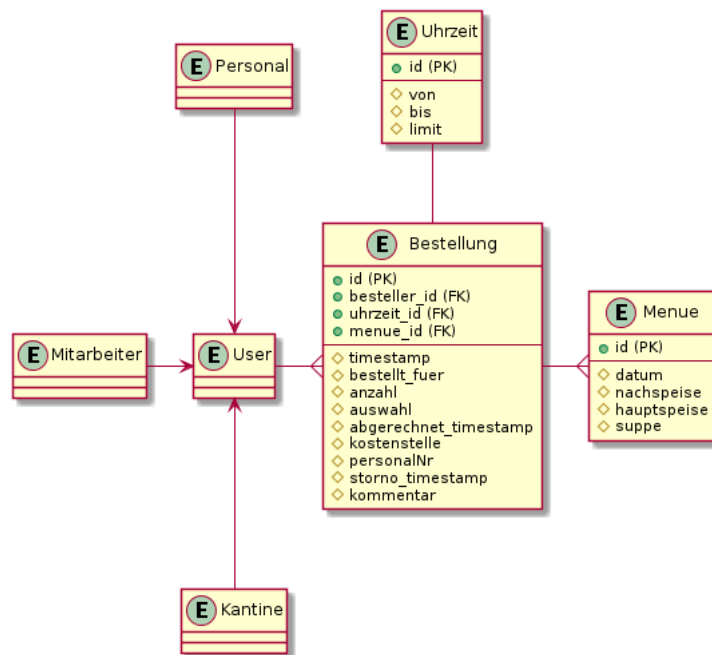 E Uhrzeit
id (PK)
von
bis
limit
E Personal
E Bestellung
id (PK)
besteller_id (FK)
uhrzeit_id (FK)
menue_id (FK)
timestamp
bestellt_fuer
anzahl
auswahl
abgerechnet_timestamp
kostenstelle
personalNr
storno_timestamp
kommentar
E Menue
id (PK)
datum
nachspeise
hauptspeise
suppe
E Mitarbeiter
E User
E Kantine